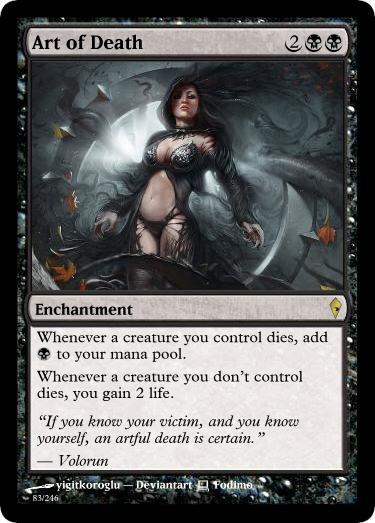 Art of Death 2
Enchantment
Whenever a creature you control dies, add
to your mana pool.
Whenever a creature you don't control
dies, you gain 2 life.
"If you know your victim, and you know
yourself, an artful death is certain."
— Volorun
yigitkoroglu — Deviantart Fodimo
83/246